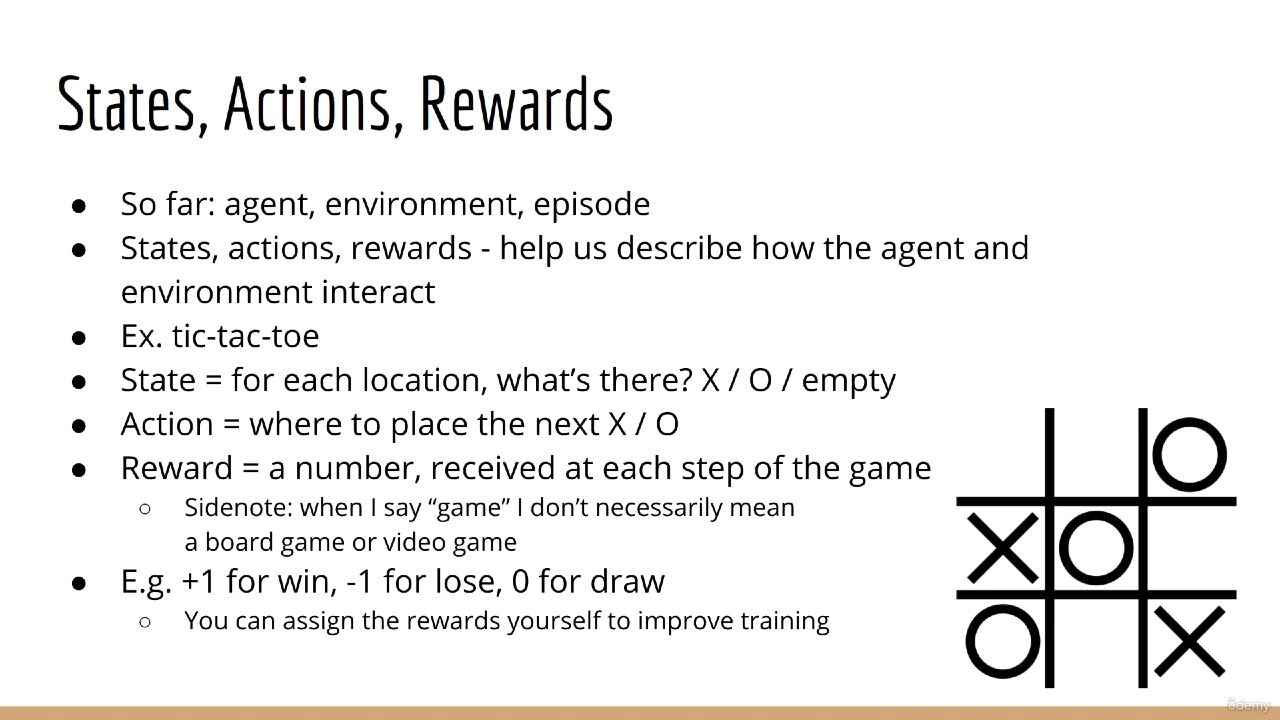 States, Actions, Rewards
● So far: agent, environment, episode
● States, actions, rewards - help us describe how the agent and
environment interact
● Ex. tic-tac-toe
● State = for each location, what’s there? X / O / empty
● Action = where to place the next X / O
● Reward = a number, received at each step of the game
○ Sidenote: when I say “game” I don’t necessarily mean
a board game or video game
● E.g. +1 for win, -1 for lose, 0 for draw
○ You can assign the rewards yourself to improve training
O
X O
O X
ûdemy